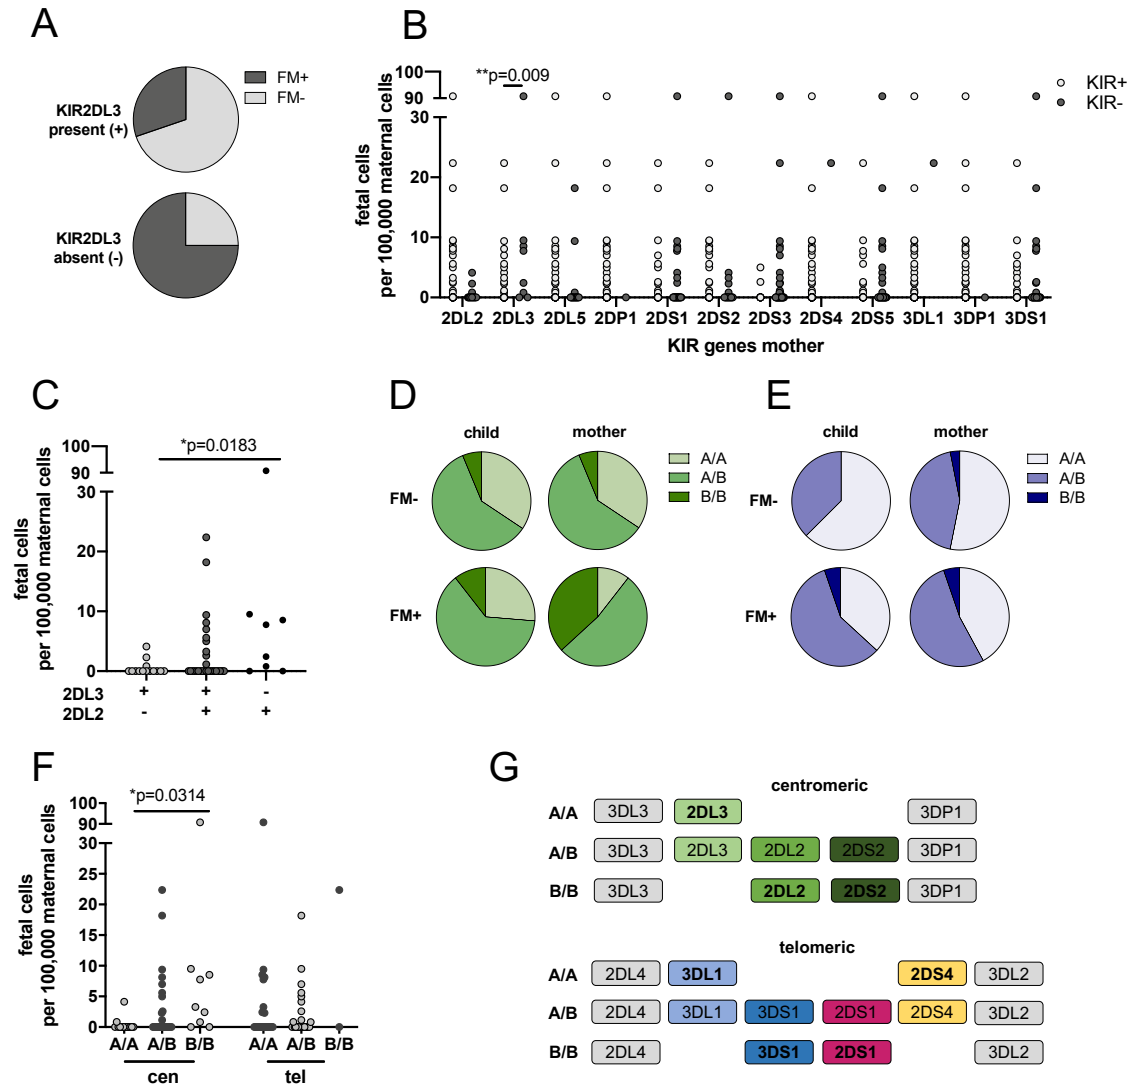 A
FM+
FM-
KIR2DL3
present (+)
KIR2DL3
absent (-)
B
**p=0.009
KIR+
KIR-
100
90
30
20
10
0
fetal cells
per 100,000 maternal cells
2DL2 2DL3 2DL5 2DP1 2DS1 2DS2 2DS3 2DS4 2DS5 3DL1 3DP1 3DS1
KIR genes mother
C
*p=0.0183
100
90
30
20
10
0
fetal cells
per 100,000 maternal cells
2DL3 + + -
2DL2 - + +
D
child mother
A/A
A/B
B/B
FM-
FM+
E
child mother
A/A
A/B
B/B
FM-
FM+
F
*p=0.0314
100
90
30
25
20
15
10
5
0
fetal cells
per 100,000 maternal cells
A/A A/B B/B A/A A/B B/B
cen tel
G
centromeric
A/A 3DL3 2DL3 3DP1
A/B 3DL3 2DL3 2DL2 2DS2 3DP1
B/B 3DL3 2DL2 2DS2 3DP1
telomeric
A/A 2DL4 3DL1 2DS4 3DL2
A/B 2DL4 3DL1 3DS1 2DS1 2DS4 3DL2
B/B 2DL4 3DS1 2DS1 3DL2